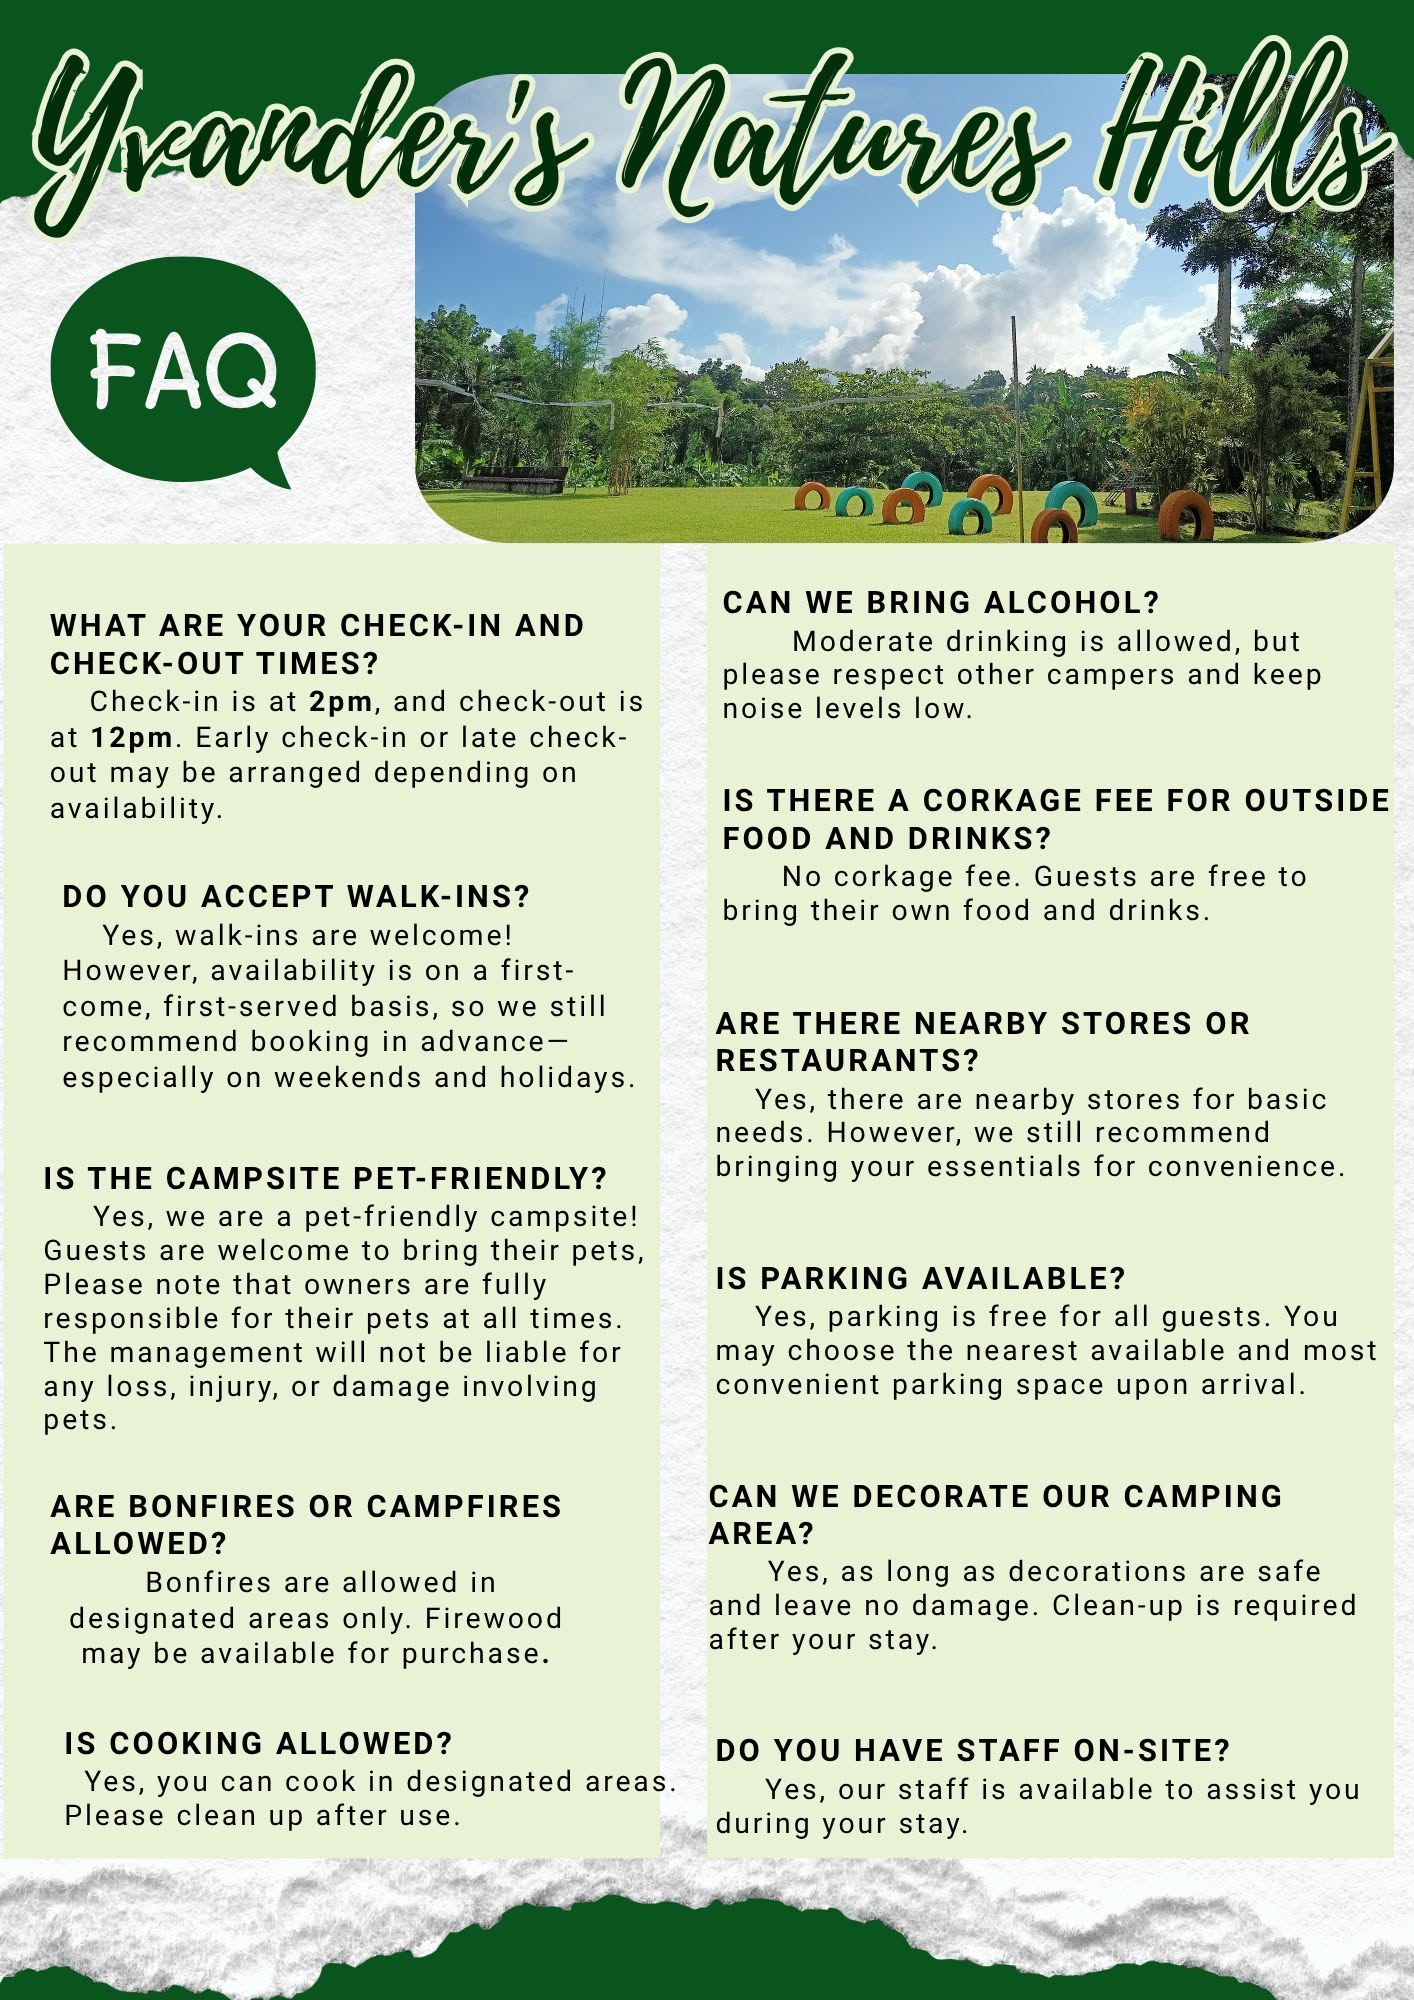 Yvander's Natures Hills
FAQ
WHAT ARE YOUR CHECK-IN AND
CHECK-OUT TIMES?
Check-in is at 2pm, and check-out is
at 12pm. Early check-in or late check-
out may be arranged depending on
availability.
DO YOU ACCEPT WALK-INS?
Yes, walk-ins are welcome!
However, availability is on a first-
come, first-served basis, so we still
recommend booking in advance—
especially on weekends and holidays.
IS THE CAMPSITE PET-FRIENDLY?
Yes, we are a pet-friendly campsite!
Guests are welcome to bring their pets,
Please note that owners are fully
responsible for their pets at all times.
The management will not be liable for
any loss, injury, or damage involving
pets.
ARE BONFIRES OR CAMPFIRES
ALLOWED?
Bonfires are allowed in
designated areas only. Firewood
may be available for purchase.
IS COOKING ALLOWED?
Yes, you can cook in designated areas.
Please clean up after use.
CAN WE BRING ALCOHOL?
Moderate drinking is allowed, but
please respect other campers and keep
noise levels low.
IS THERE A CORKAGE FEE FOR OUTSIDE
FOOD AND DRINKS?
No corkage fee. Guests are free to
bring their own food and drinks.
ARE THERE NEARBY STORES OR
RESTAURANTS?
Yes, there are nearby stores for basic
needs. However, we still recommend
bringing your essentials for convenience.
IS PARKING AVAILABLE?
Yes, parking is free for all guests. You
may choose the nearest available and most
convenient parking space upon arrival.
CAN WE DECORATE OUR CAMPING
AREA?
Yes, as long as decorations are safe
and leave no damage. Clean-up is required
after your stay.
DO YOU HAVE STAFF ON-SITE?
Yes, our staff is available to assist you
during your stay.